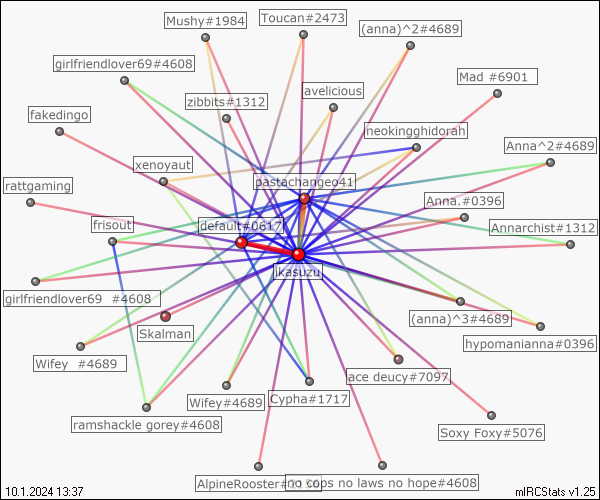 Mushy#1984
Toucan#2473
(anna)^2#4689
girlfriendlover69#4608
Mad #6901
zibbits#1312
avelicious
fakedingo
neokingghidorah
Anna^2#4689
xenoyaut
pastachangeo41
rattgaming
Anna.#0396
frisout
default#0617
Annarchist#1312
jkasuzu
girlfriendlover69 #4608
Skalman
(anna)^3#4689
hypomanianna#0396
Wifey #4689
ace deucy#7097
Wifey#4689
Cypha#1717
ramshackle gorey#4608
Soxy Foxy#5076
AlpineRooster
no cops no laws no hope#4608
10.1.2024 13:37
mIRCStats v1.25